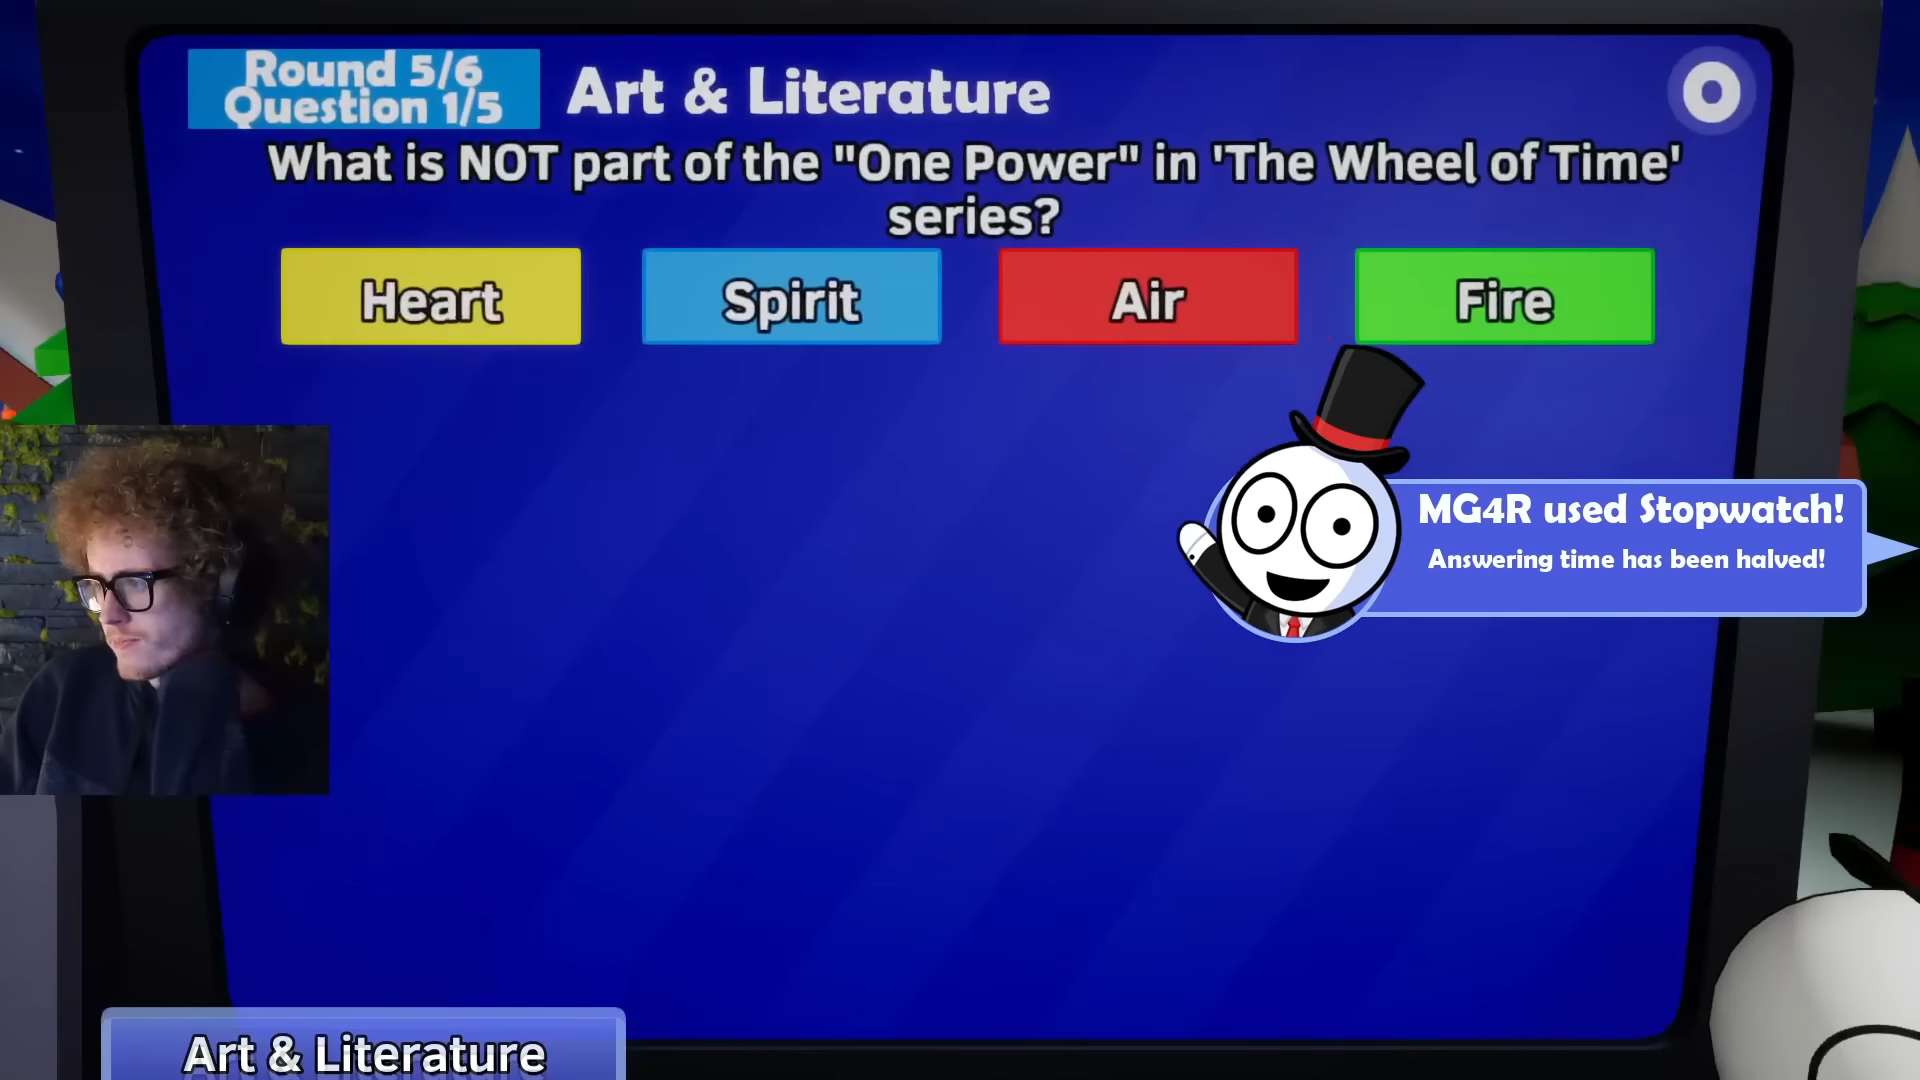 Round 5/6
Question 1/5
Art & Literature
0
What is NOT part of the "One Power" in 'The Wheel of Time'
series?
Heart
Spirit
Air
Fire
MG4R used Stopwatch!
Answering time has been halved!
Art & Literature